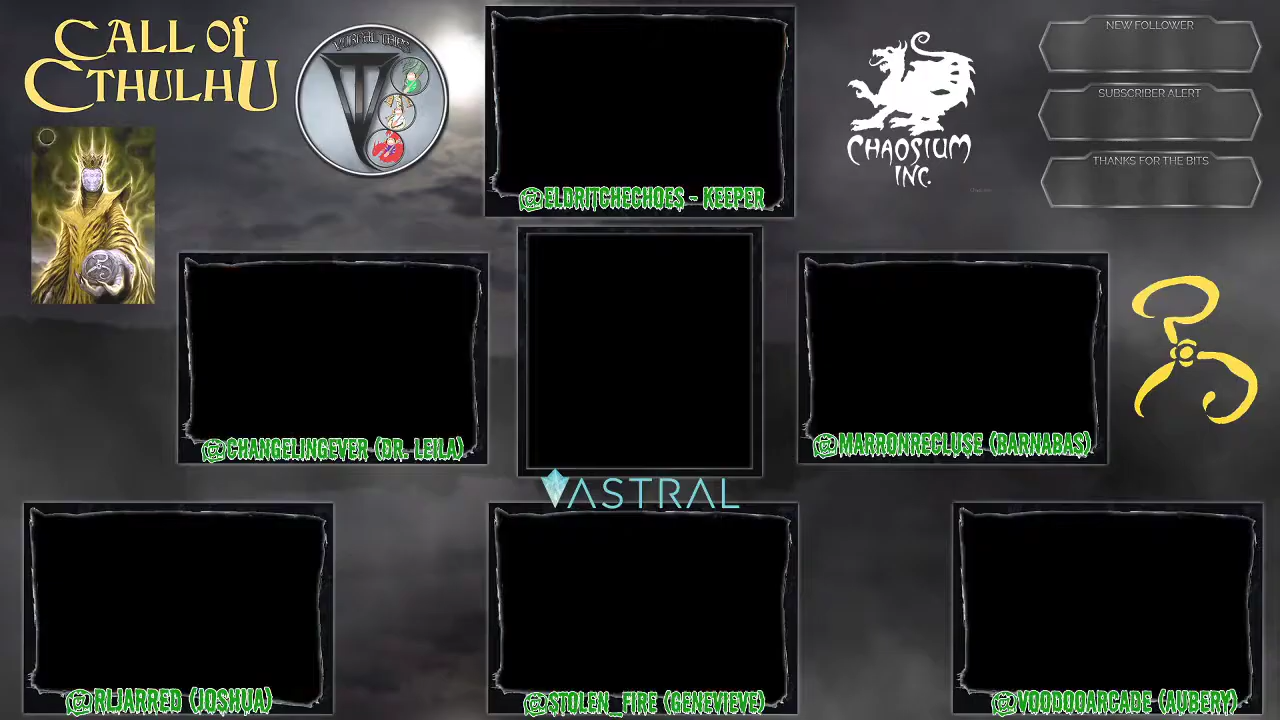 CALL of
CTHULHU
CHAOSIUM
INC.
NEW FOLLOWER
SUBSCRIBER ALERT
THANKS FOR THE BITS
@ELDRITCHECHOES - KEEPER
@CHANGELINGEVER (DR. LEILA)
@MARRONRECLUSE (BARNABAS)
ASTRAL
@RLJARRED (JOSHUA)
@STOLEN_FIRE (GENEVIEVE)
@VOODOOARCADE (AUBERY)